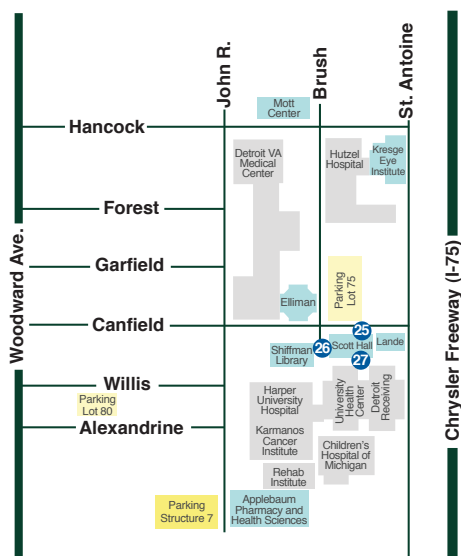 John R.
Brush
St. Antoine
Woodward Ave.
Chrysler Freeway (I-75)
Mott
Center
Hancock
Detroit VA
Medical
Center
Hutzel
Hospital
Kresge
Eye
Institute
Forest
Garfield
Elliman
Parking
Lot 75
Canfield
25
26
Scott Hall
Lande
Shiffman
Library
27
Willis
Parking
Lot 80
Harper
University
Hospital
University
Health
Center
Detroit
Receiving
Alexandrine
Karmanos
Cancer
Institute
Children's
Hospital of
Michigan
Rehab
Institute
Parking
Structure 7
Applebaum
Pharmacy and
Health Sciences